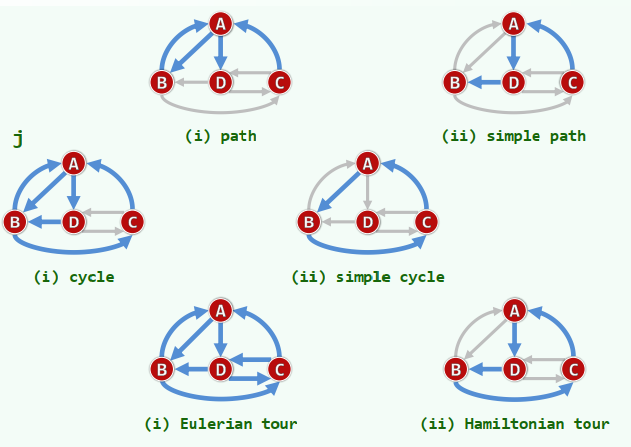 A
B D C
(i) path
A
B D C
(ii) simple path
j
A
B D C
(i) cycle
A
B D C
(ii) simple cycle
A
B D C
(i) Eulerian tour
A
B D C
(ii) Hamiltonian tour